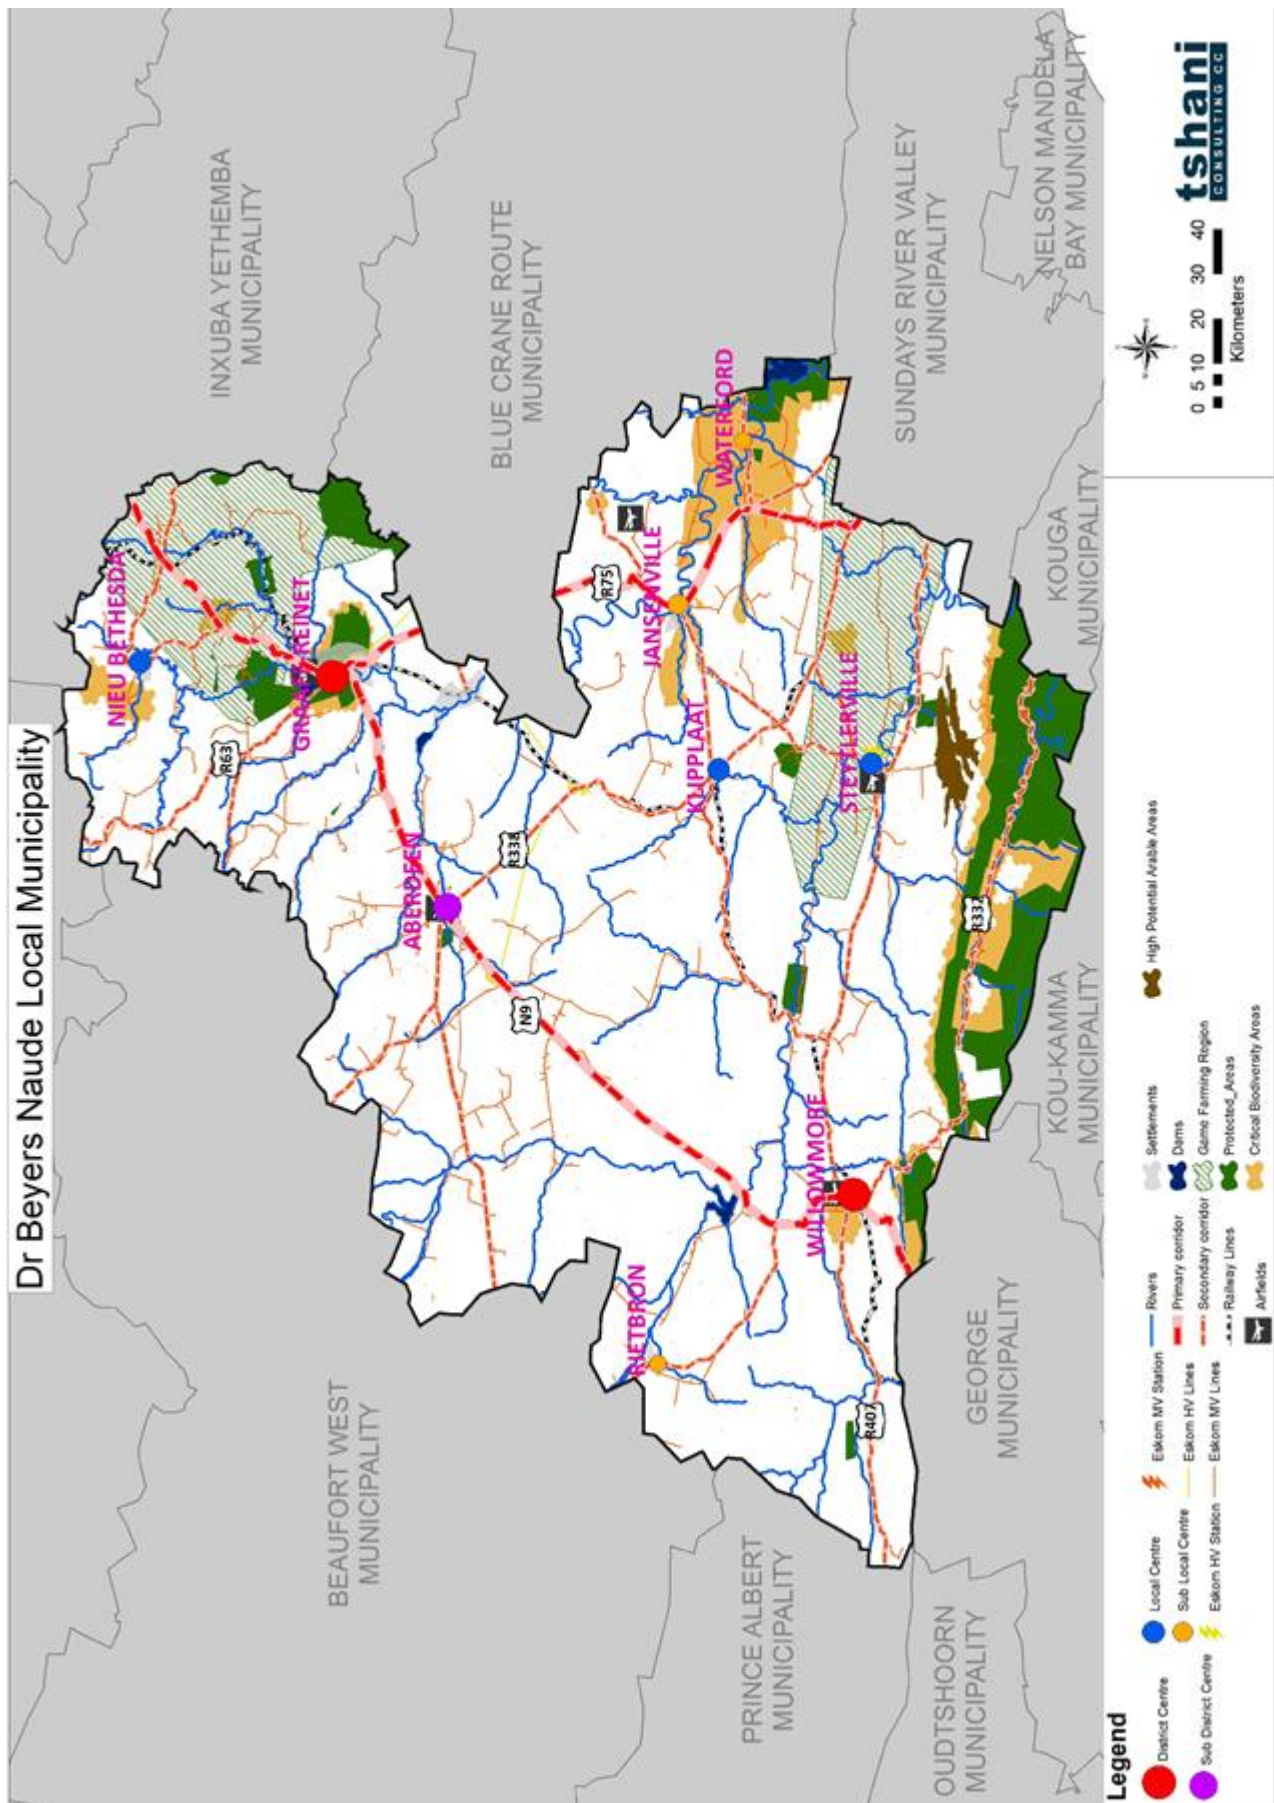 Dr Beyers Naude Local Municipality
INXUBA YETHEMBA
MUNICIPALITY
BEAUFORT WEST
MUNICIPALITY
BLUE CRANE ROUTE
MUNICIPALITY
NIEU BETHESDA
R63
GRAAFF REINET
ABERDEEN
R338
N9
R75
JANSENVILLE
WATERFORD
KLIPPLAAT
STEYTLERVILLE
RIETBRON
WILLOWMORE
R407
R332
PRINCE ALBERT
MUNICIPALITY
OUDTSHOORN
MUNICIPALITY
GEORGE
MUNICIPALITY
KOU-KAMMA
MUNICIPALITY
KOUGA
MUNICIPALITY
SUNDAYS RIVER VALLEY
MUNICIPALITY
NELSON MANDELA
BAY MUNICIPALITY
Legend
District Centre
Sub District Centre
Local Centre
Sub Local Centre
Eskom HV Station
Eskom MV Station
Eskom HV Lines
Eskom MV Lines
Rivers
Primary corridor
Secondary corridor
Railway Lines
Airfields
Settlements
Dams
Game Farming Region
Protected_Areas
Critical Biodiversity Areas
High Potential Arable Areas
0 5 10 20 30 40
Kilometers
tshani
CONSULTING CC